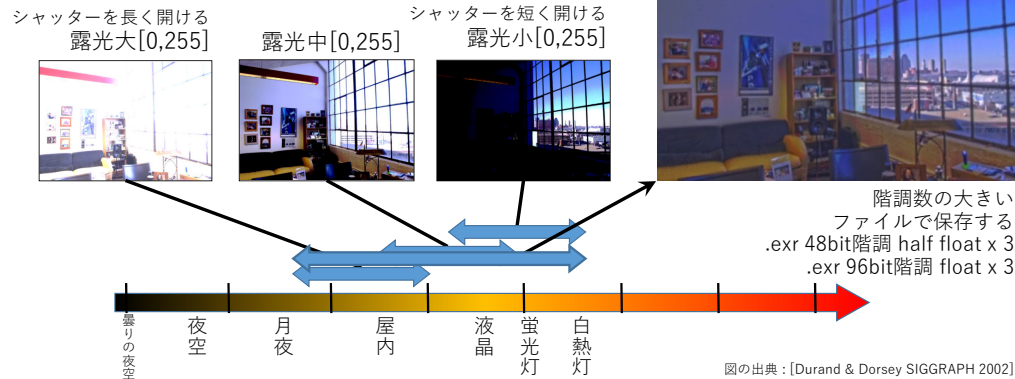 シャッターを長く開ける
露光大[0,255]
露光中[0,255]
シャッターを短く開ける
露光小[0,255]
階調数の大きい
ファイルで保存する
.exr 48bit階調 half float x 3
.exr 96bit階調 float x 3
曇りの夜空
夜空
月夜
屋内
液晶
蛍光灯
白熱灯
図の出典 : [Durand & Dorsey SIGGRAPH 2002]